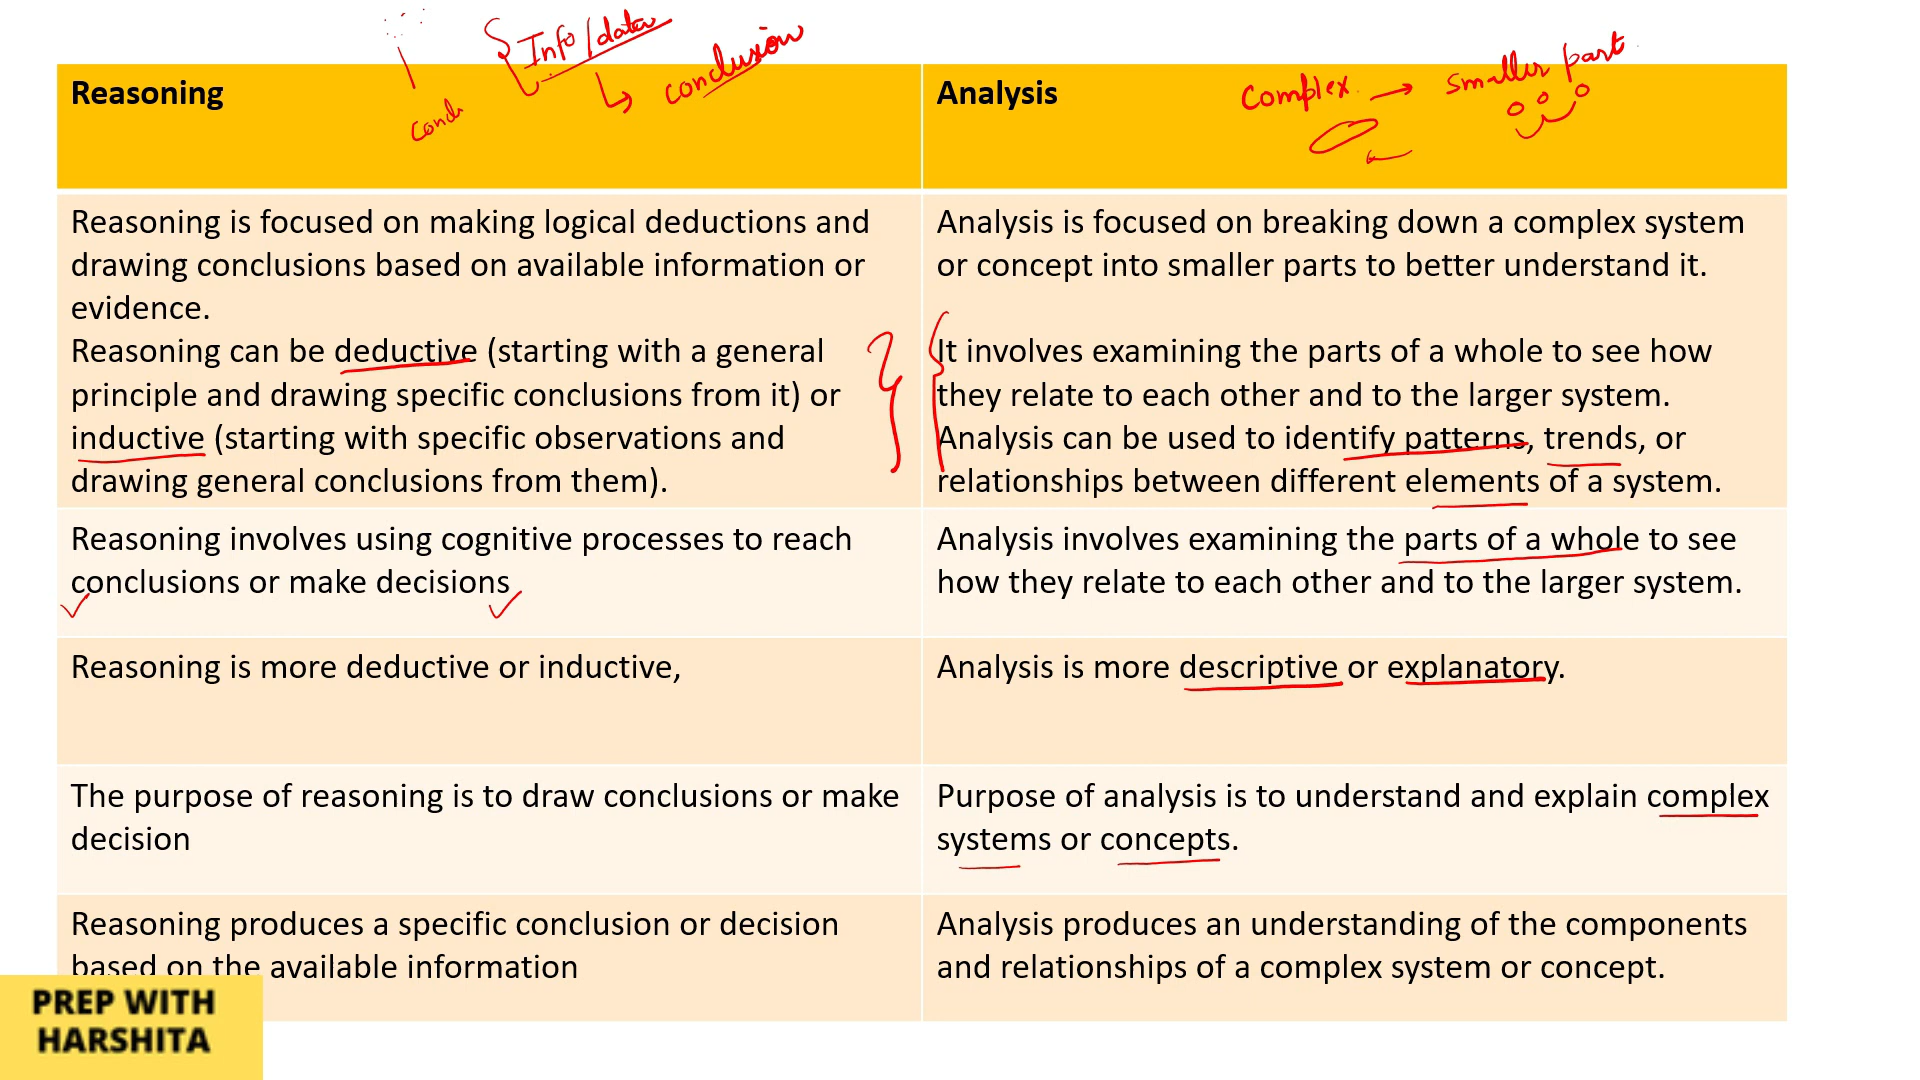 Info/data
conclusion
Conch
Complex → smaller part
Reasoning
Analysis
Reasoning is focused on making logical deductions and
drawing conclusions based on available information or
evidence.
Reasoning can be deductive (starting with a general
principle and drawing specific conclusions from it) or
inductive (starting with specific observations and
drawing general conclusions from them).
Analysis is focused on breaking down a complex system
or concept into smaller parts to better understand it.
It involves examining the parts of a whole to see how
they relate to each other and to the larger system.
Analysis can be used to identify patterns, trends, or
relationships between different elements of a system.
Reasoning involves using cognitive processes to reach
conclusions or make decisions
Analysis involves examining the parts of a whole to see
how they relate to each other and to the larger system.
Reasoning is more deductive or inductive,
Analysis is more descriptive or explanatory.
The purpose of reasoning is to draw conclusions or make
decision
Purpose of analysis is to understand and explain complex
systems or concepts.
Reasoning produces a specific conclusion or decision
based on the available information
Analysis produces an understanding of the components
and relationships of a complex system or concept.
PREP WITH
HARSHITA